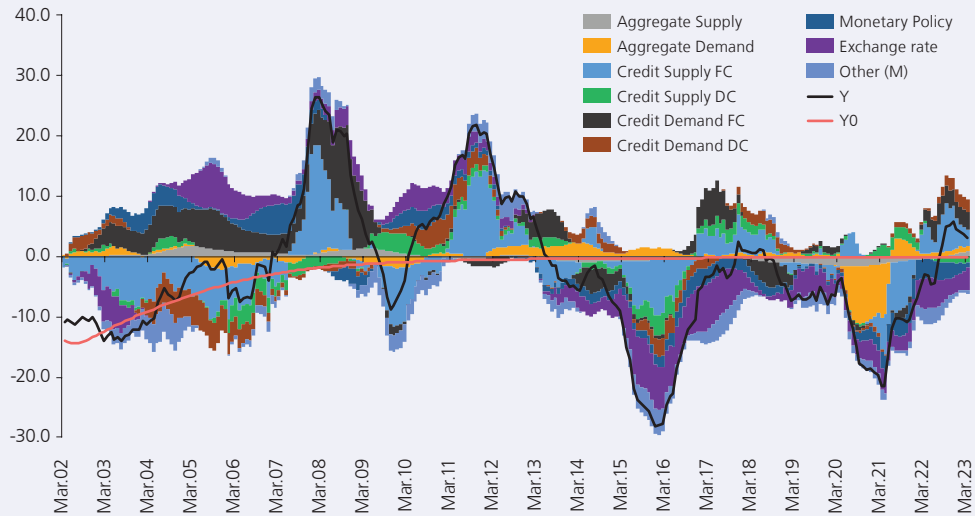 40.0
30.0
20.0
10.0
0.0
-10.0
-20.0
-30.0
Aggregate Supply
Aggregate Demand
Credit Supply FC
Credit Supply DC
Credit Demand FC
Credit Demand DC
Monetary Policy
Exchange rate
Other (M)
Y
Y0
Mar.02
Mar.03
Mar.04
Mar.05
Mar.06
Mar.07
Mar.08
Mar.09
Mar.10
Mar.11
Mar.12
Mar.13
Mar.14
Mar.15
Mar.16
Mar.17
Mar.18
Mar.19
Mar.20
Mar.21
Mar.22
Mar.23